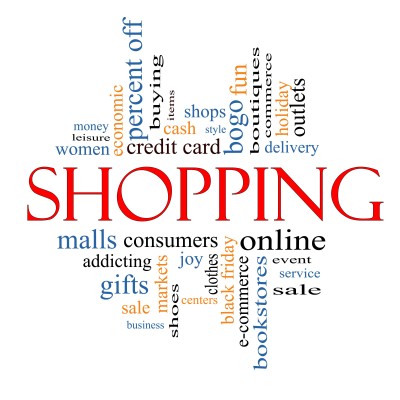 percent off
economic
buying
items
money
leisure
women
shops
cash
style
credit card
bogo
fun
boutiques
commerce
holiday
outlets
delivery
SHOPPING
malls
consumers
online
addicting
joy
event
service
sale
gifts
markets
shoes
sale
business
centers
clothes
black friday
e-commerce
bookstores